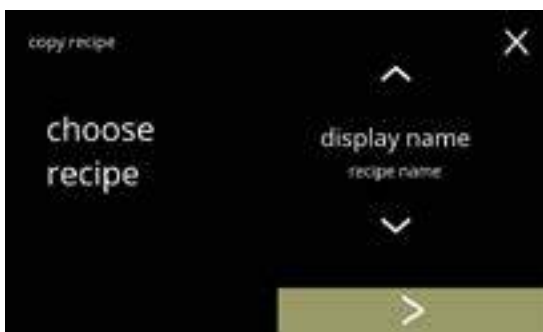 copy recipe
choose
recipe
display name
recipe name